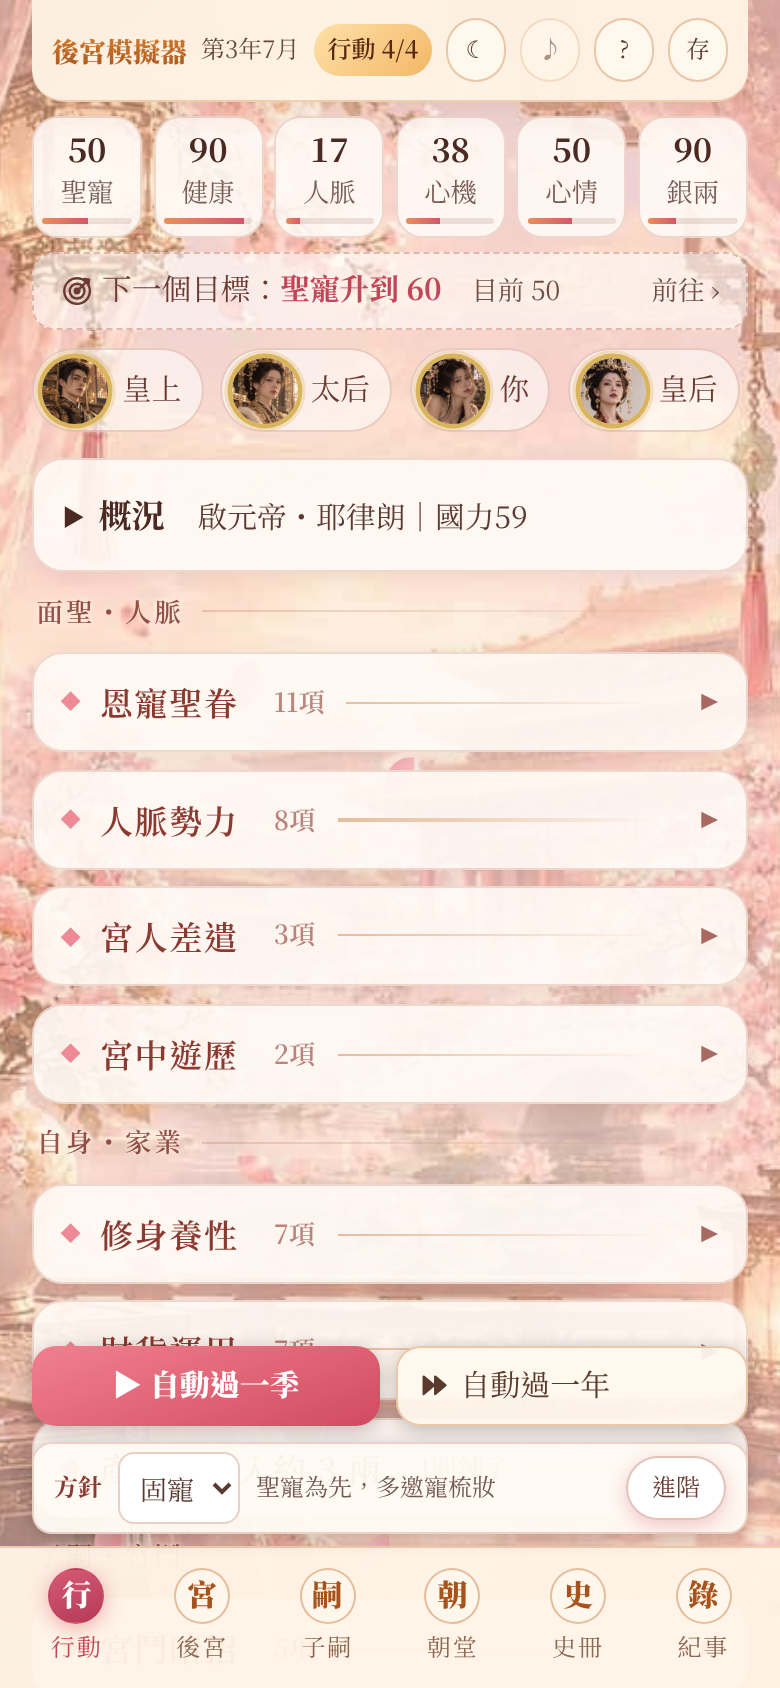 後宮模擬器 第3年7月 行動 4/4 ☾ ♪ ? 存
50 90 17 38 50 90
聖寵 健康 人脈 心機 心情 銀兩
下一個目標：聖寵升到 60 目前 50 前往 ›
皇上 太后 你 皇后
▶ 概況 啟元帝・耶律朗｜國力59
面聖・人脈
◆ 恩寵聖眷 11項 ▶
◆ 人脈勢力 8項 ▶
◆ 宮人差遣 3項 ▶
◆ 宮中遊歷 2項 ▶
自身・家業
◆ 修身養性 7項 ▶
財貨運用 7項
▶ 自動過一季 自動過一年
方針 固寵 聖寵為先，多邀寵梳妝 進階
行 宮 嗣 朝 史 錄
行動 後宮 子嗣 朝堂 史冊 紀事